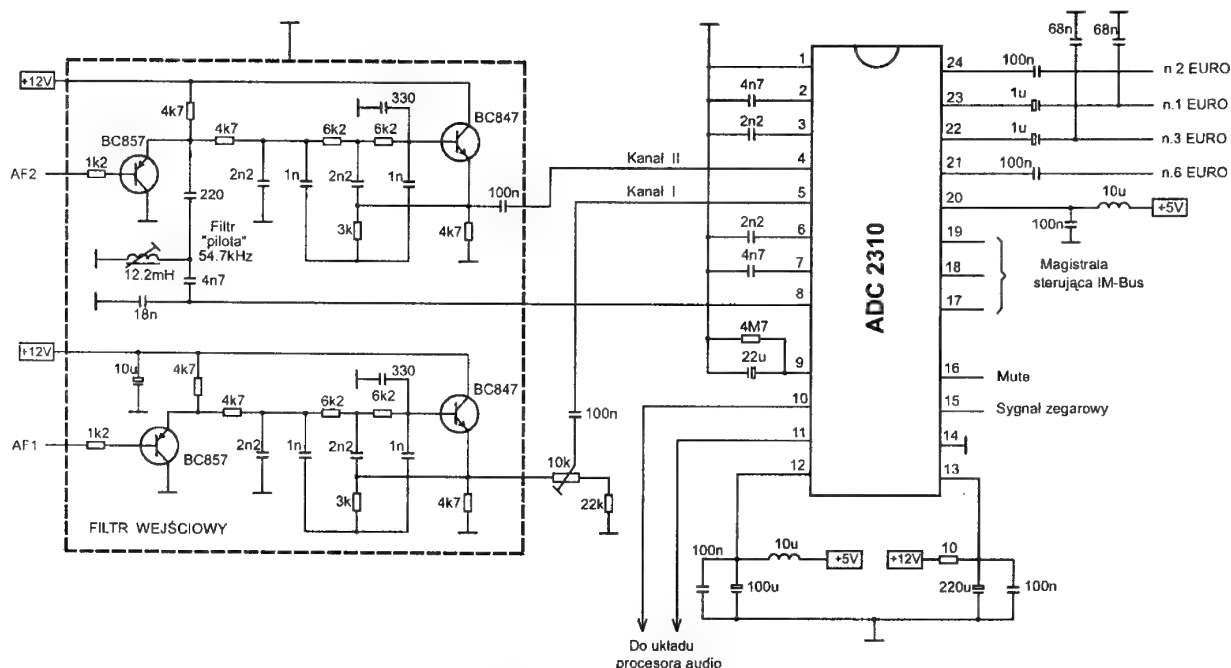 +12V
4k7
BC857
1k2
AF2
4k7
220
2n2
1n
6k2
2n2
6k2
330
1n
BC847
3k
4k7
100n
Filtr
"pilota"
54.7kHz
12.2mH
4n7
18n
Kanał II
Kanał I
+12V
10u
4k7
4k7
1k2
AF1
BC857
2n2
1n
6k2
2n2
6k2
330
1n
BC847
3k
4k7
10k
22k
100n
FILTR WEJŚCIOWY
4n7
2n2
2n2
4n7
4M7
22u
1
2
3
4
5
6
7
8
9
10
11
12
ADC 2310
24
23
22
21
20
19
18
17
16
15
14
13
68n
68n
100n
n 2 EURO
1u
n.1 EURO
1u
n.3 EURO
100n
n.6 EURO
10u
+5V
100n
Magistrala
sterująca IM-Bus
Mute
Sygnał zegarowy
100n
10u
+5V
100u
+12V
10
220u
100n
Do układu
procesora audio